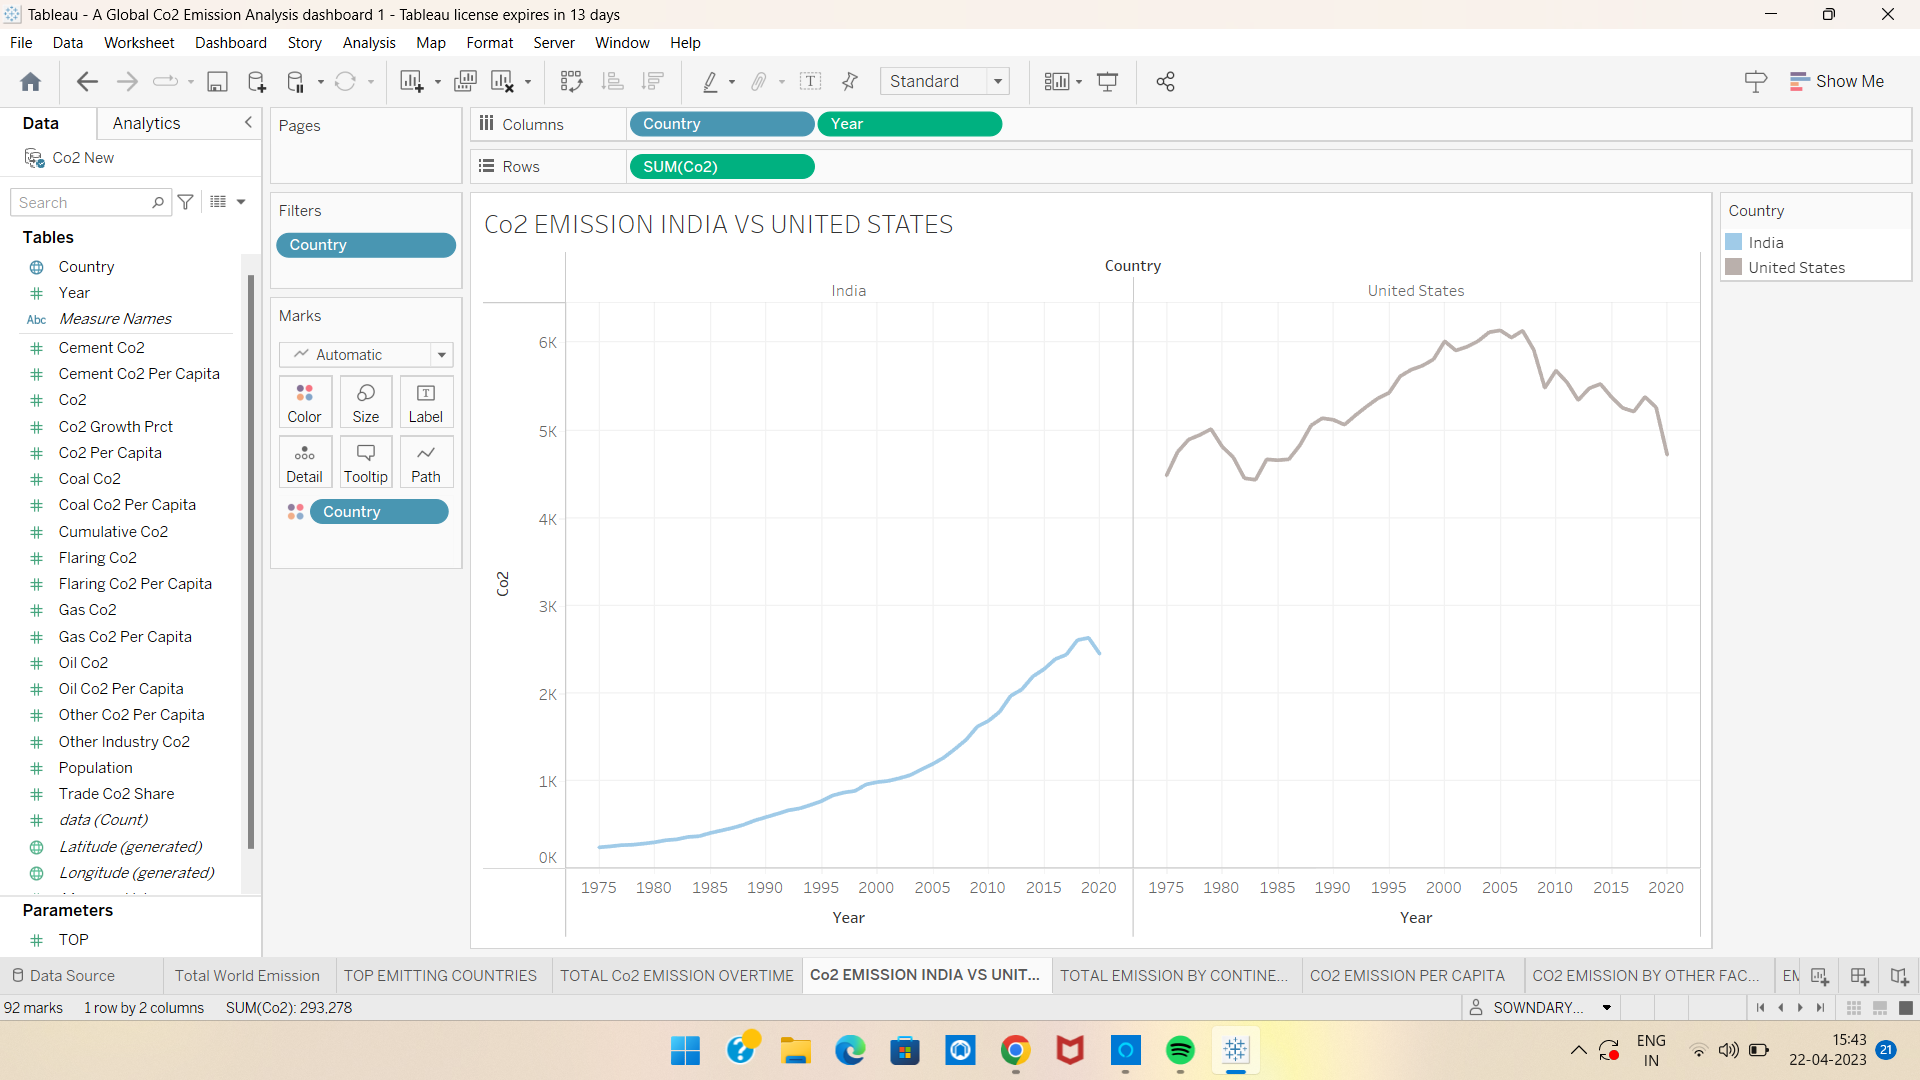 Tableau - A Global Co2 Emission Analysis dashboard 1 - Tableau license expires in 13 days
File Data Worksheet Dashboard Story Analysis Map Format Server Window Help
Standard
Show Me
Data Analytics
Co2 New
Search
Tables
Country
Year
Abc Measure Names
Cement Co2
Cement Co2 Per Capita
Co2
Co2 Growth Prct
Co2 Per Capita
Coal Co2
Coal Co2 Per Capita
Cumulative Co2
Flaring Co2
Flaring Co2 Per Capita
Gas Co2
Gas Co2 Per Capita
Oil Co2
Oil Co2 Per Capita
Other Co2 Per Capita
Other Industry Co2
Population
Trade Co2 Share
data (Count)
Latitude (generated)
Longitude (generated)
Parameters
TOP
Pages
Filters
Country
Marks
Automatic
Color Size Label
Detail Tooltip Path
Country
Columns Country Year
Rows SUM(Co2)
Co2 EMISSION INDIA VS UNITED STATES
Country
India United States
Co2
6K
5K
4K
3K
2K
1K
0K
1975 1980 1985 1990 1995 2000 2005 2010 2015 2020 1975 1980 1985 1990 1995 2000 2005 2010 2015 2020
Year Year
Country
India
United States
Data Source Total World Emission TOP EMITTING COUNTRIES TOTAL Co2 EMISSION OVERTIME Co2 EMISSION INDIA VS UNIT... TOTAL EMISSION BY CONTINE... CO2 EMISSION PER CAPITA CO2 EMISSION BY OTHER FAC... EM
92 marks 1 row by 2 columns SUM(Co2): 293,278 SOWNDARY...
ENG
IN
15:43
22-04-2023
21